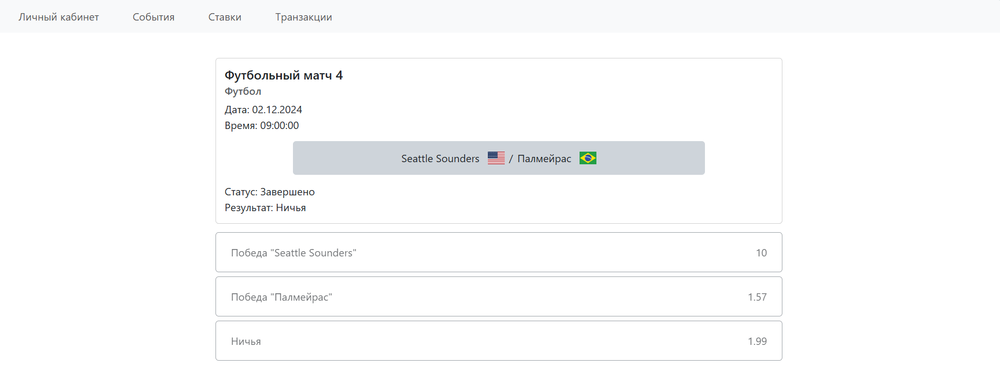 Личный кабинет События Ставки Транзакции
Футбольный матч 4
Футбол
Дата: 02.12.2024
Время: 09:00:00
Seattle Sounders / Палмейрас
Статус: Завершено
Результат: Ничья
Победа "Seattle Sounders" 10
Победа "Палмейрас" 1.57
Ничья 1.99